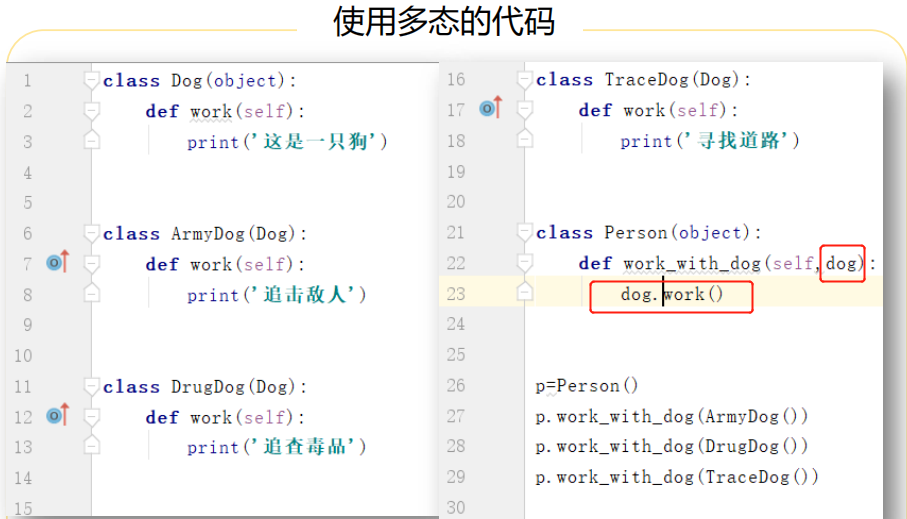 使用多态的代码
1 class Dog(object):
2     def work(self):
3         print('这是一只狗')
4
5
6 class ArmyDog(Dog):
7     def work(self):
8         print('追击敌人')
9
10
11 class DrugDog(Dog):
12     def work(self):
13         print('追查毒品')
14
15
16 class TraceDog(Dog):
17     def work(self):
18         print('寻找道路')
19
20
21 class Person(object):
22     def work_with_dog(self,dog):
23         dog.work()
24
25
26 p=Person()
27 p.work_with_dog(ArmyDog())
28 p.work_with_dog(DrugDog())
29 p.work_with_dog(TraceDog())
30